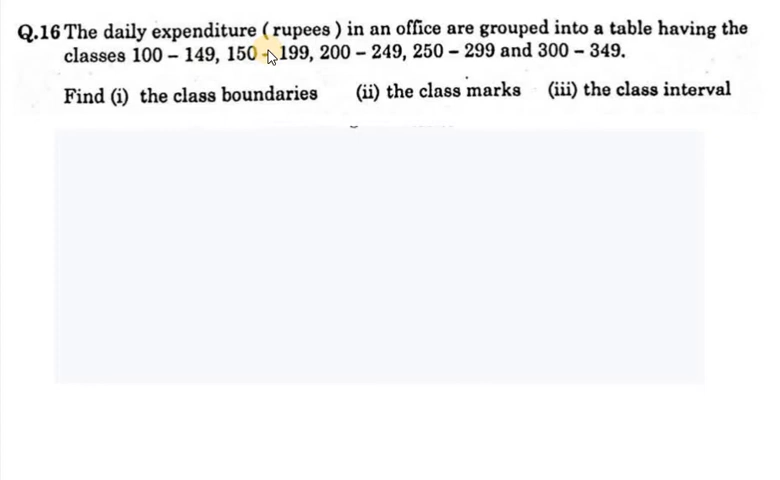 Q.16 The daily expenditure ( rupees ) in an office are grouped into a table having the
classes 100 – 149, 150 – 199, 200 – 249, 250 – 299 and 300 – 349.
Find (i) the class boundaries (ii) the class marks (iii) the class interval